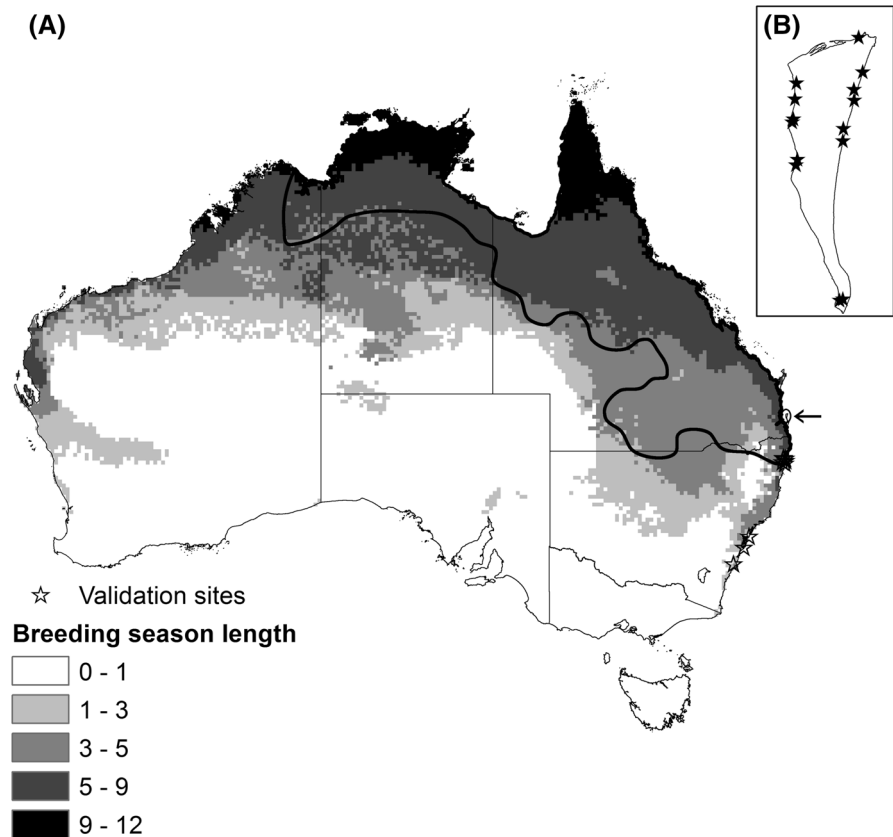 (A)
(B)
Validation sites
Breeding season length
0 - 1
1 - 3
3 - 5
5 - 9
9 - 12